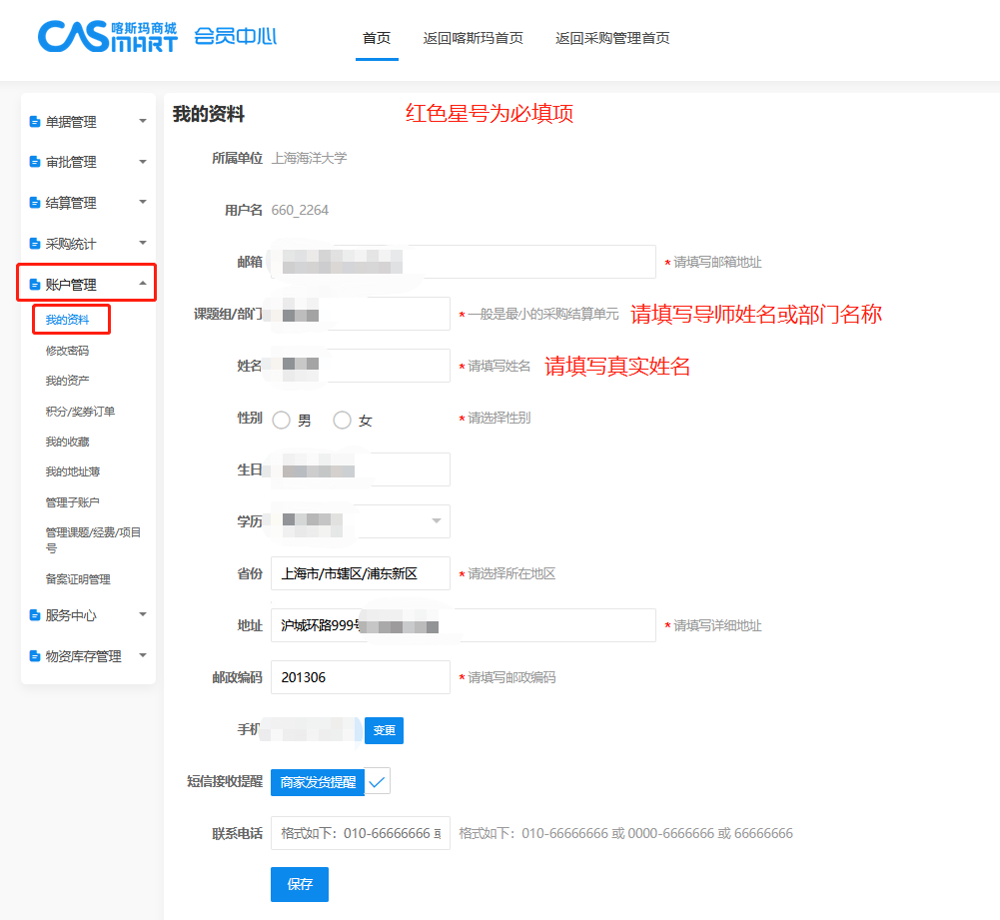 CASmart 喀斯玛商城 会员中心 首页 返回喀斯玛首页 返回采购管理首页
单据管理
审批管理
结算管理
采购统计
账户管理
我的资料
修改密码
我的资产
积分/奖券订单
我的收藏
我的地址薄
管理子账户
管理课题/经费/项目
号
备案证明管理
服务中心
物资库存管理
我的资料 红色星号为必填项
所属单位 上海海洋大学
用户名 660_2264
邮箱 * 请填写邮箱地址
课题组/部门 * 一般是最小的采购结算单元 请填写导师姓名或部门名称
姓名 * 请填写姓名 请填写真实姓名
性别 男 女 * 请选择性别
生日
学历
省份 上海市/市辖区/浦东新区 * 请选择所在地区
地址 沪城环路999号 * 请填写详细地址
邮政编码 201306 * 请填写邮政编码
手机 变更
短信接收提醒 商家发货提醒
联系电话 格式如下：010-66666666 或 格式如下：010-66666666 或 0000-6666666 或 66666666
保存